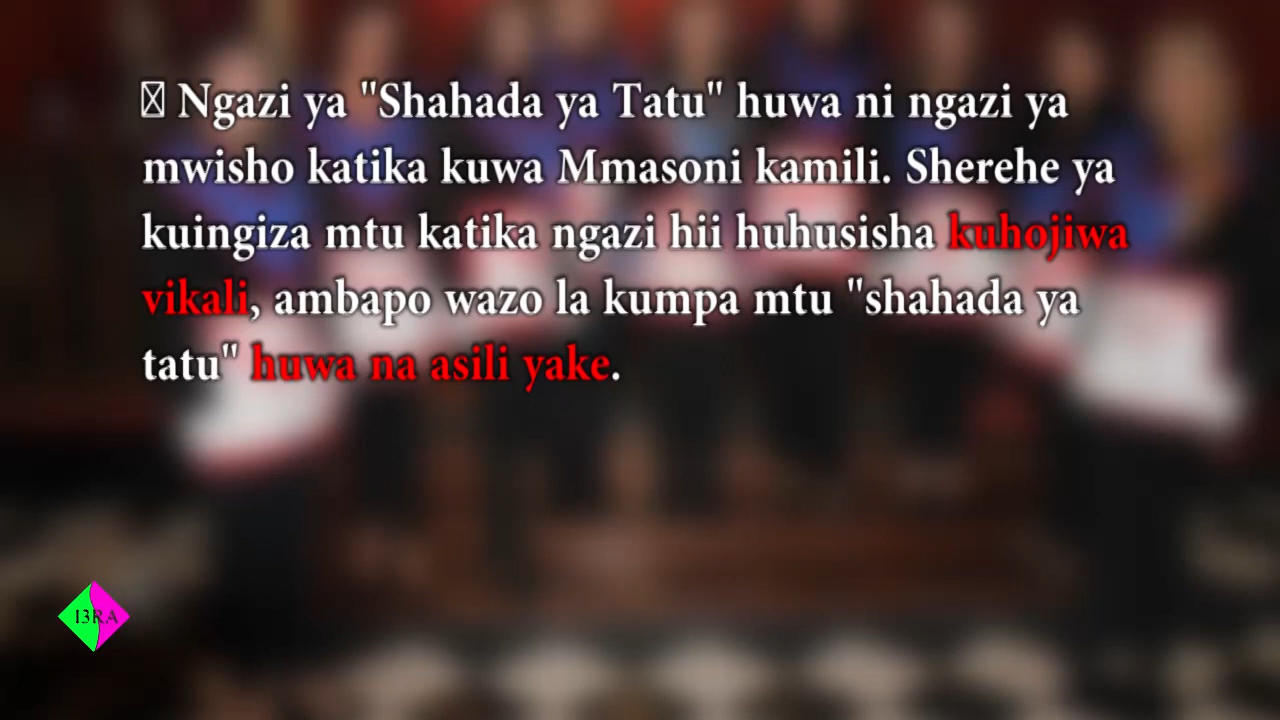 Ngazi ya "Shahada ya Tatu" huwa ni ngazi ya
mwisho katika kuwa Mmasoni kamili. Sherehe ya
kuingiza mtu katika ngazi hii huhusisha kuhojiwa
vikali, ambapo wazo la kumpa mtu "shahada ya
tatu" huwa na asili yake.
I3RA